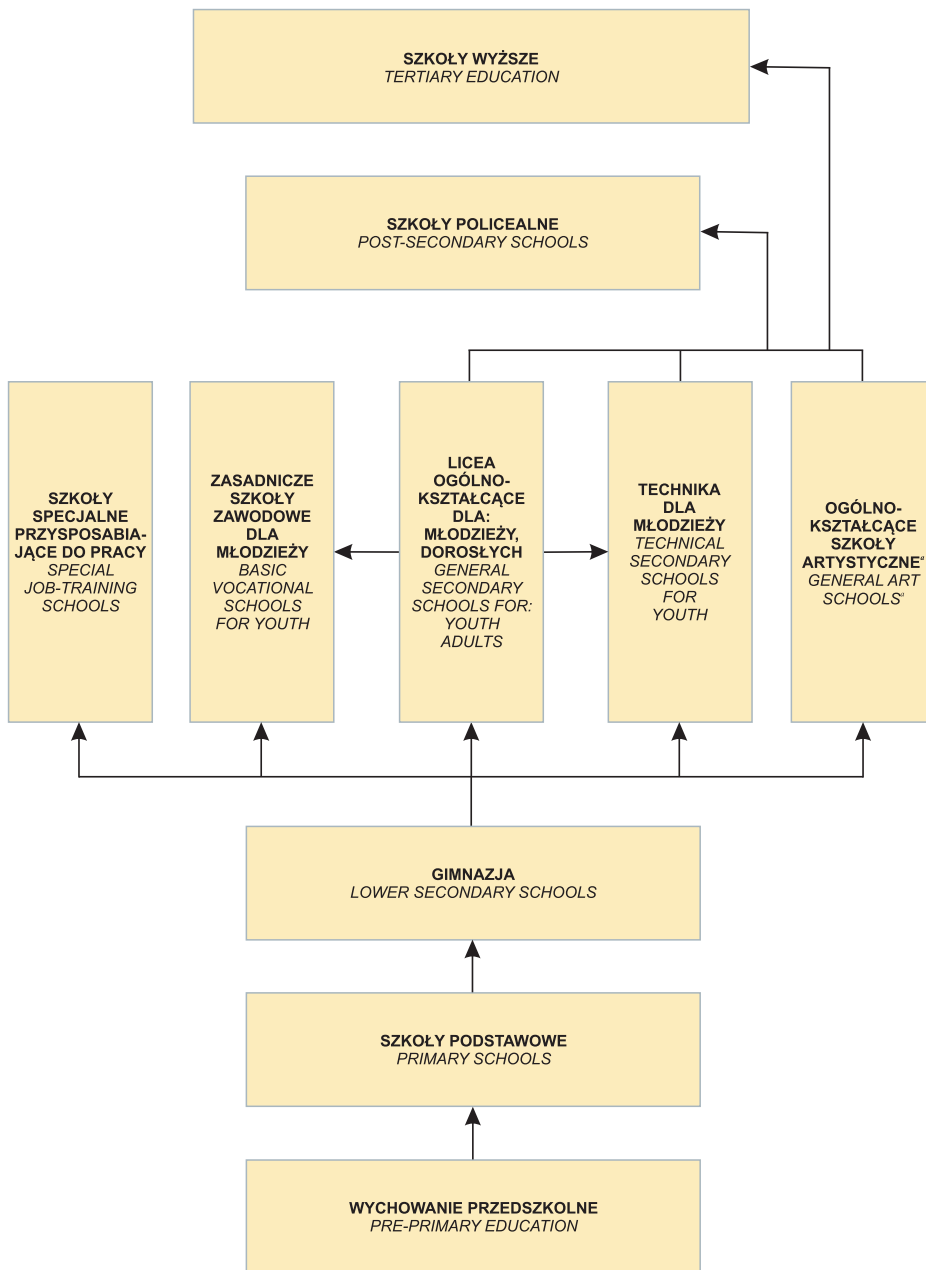 SZKOŁY WYŻSZE
TERTIARY EDUCATION
SZKOŁY POLICEALNE
POST-SECONDARY SCHOOLS
SZKOŁY
SPECJALNE
PRZYSPOSABIA-
JĄCE DO PRACY
SPECIAL
JOB-TRAINING
SCHOOLS
ZASADNICZE
SZKOŁY
ZAWODOWE
DLA
MŁODZIEŻY
BASIC
VOCATIONAL
SCHOOLS
FOR YOUTH
LICEA
OGÓLNO-
KSZTAŁCĄCE
DLA:
MŁODZIEŻY,
DOROSŁYCH
GENERAL
SECONDARY
SCHOOLS FOR:
YOUTH
ADULTS
TECHNIKA
DLA
MŁODZIEŻY
TECHNICAL
SECONDARY
SCHOOLS
FOR
YOUTH
OGÓLNO-
KSZTAŁCĄCE
SZKOŁY
ARTYSTYCZNEª
GENERAL ART
SCHOOLSª
GIMNAZJA
LOWER SECONDARY SCHOOLS
SZKOŁY PODSTAWOWE
PRIMARY SCHOOLS
WYCHOWANIE PRZEDSZKOLNE
PRE-PRIMARY EDUCATION